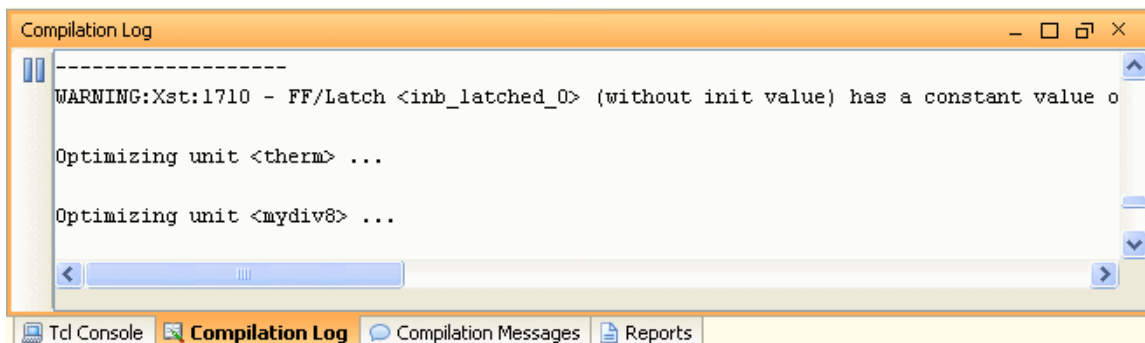 Compilation Log
-------------------
WARNING:Xst:1710 - FF/Latch <inb_latched_0> (without init value) has a constant value o
Optimizing unit <therm> ...
Optimizing unit <mydiv8> ...
Tcl Console Compilation Log Compilation Messages Reports